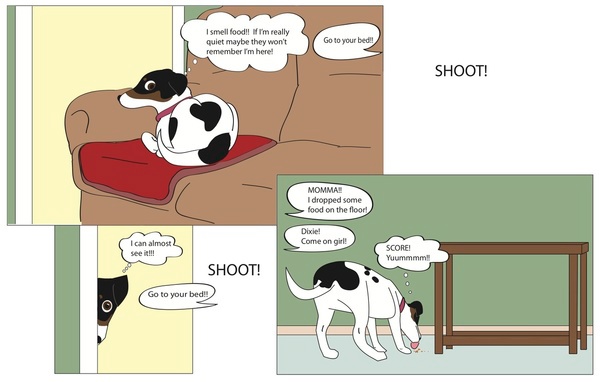 I smell food!! If I'm really
quiet maybe they won't
remember I'm here!
Go to your bed!!
SHOOT!
I can almost
see it!!!
Go to your bed!!
SHOOT!
MOMMA!!
I dropped some
food on the floor!
Dixie!
Come on girl!
SCORE!
Yuummmm!!